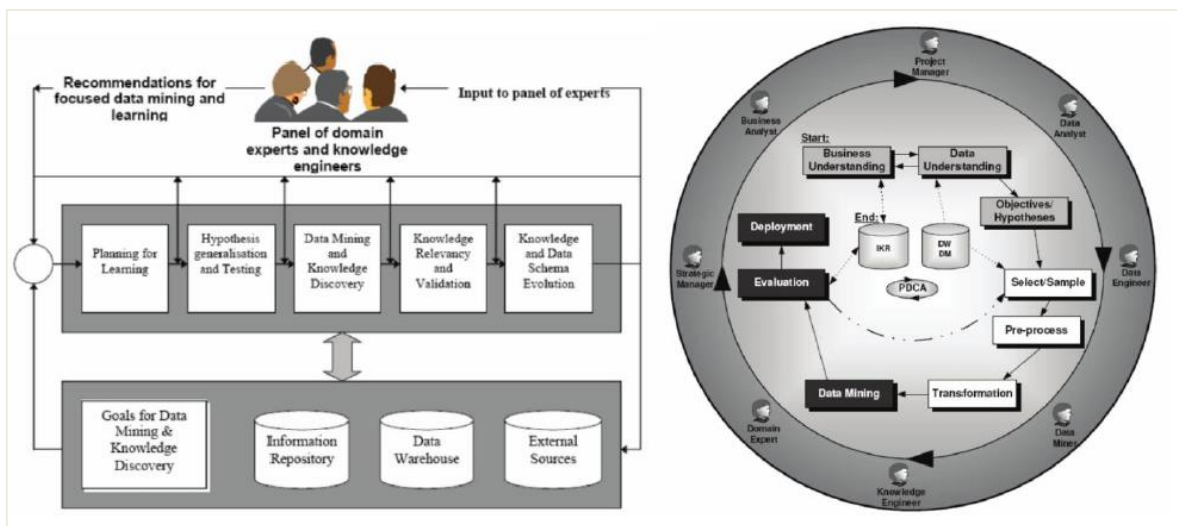 Recommendations for
focused data mining and
learning
Input to panel of experts
Panel of domain
experts and knowledge
engineers
Planning for
Learning
Hypothesis
generalisation
and Testing
Data Mining
and
Knowledge
Discovery
Knowledge
Relevancy
and
Validation
Knowledge
and Data
Schema
Evolution
Goals for Data
Mining &
Knowledge
Discovery
Information
Repository
Data
Warehouse
External
Sources
Project
Manager
Business
Analyst
Data
Analyst
Start:
Business
Understanding
Data
Understanding
Objectives/
Hypotheses
End:
Deployment
IKR
DW
DM
Strategic
Manager
Evaluation
PDCA
Select/Sample
Data
Engineer
Pre-process
Data Mining
Transformation
Domain
Expert
Data
Miner
Knowledge
Engineer